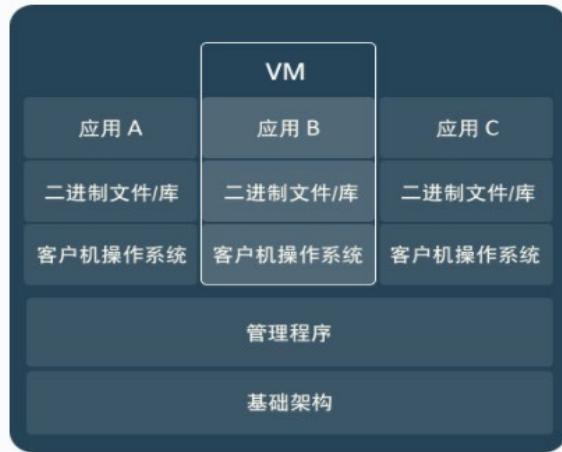 VM
应用 A
应用 B
应用 C
二进制文件/库
二进制文件/库
二进制文件/库
客户机操作系统
客户机操作系统
客户机操作系统
管理程序
基础架构